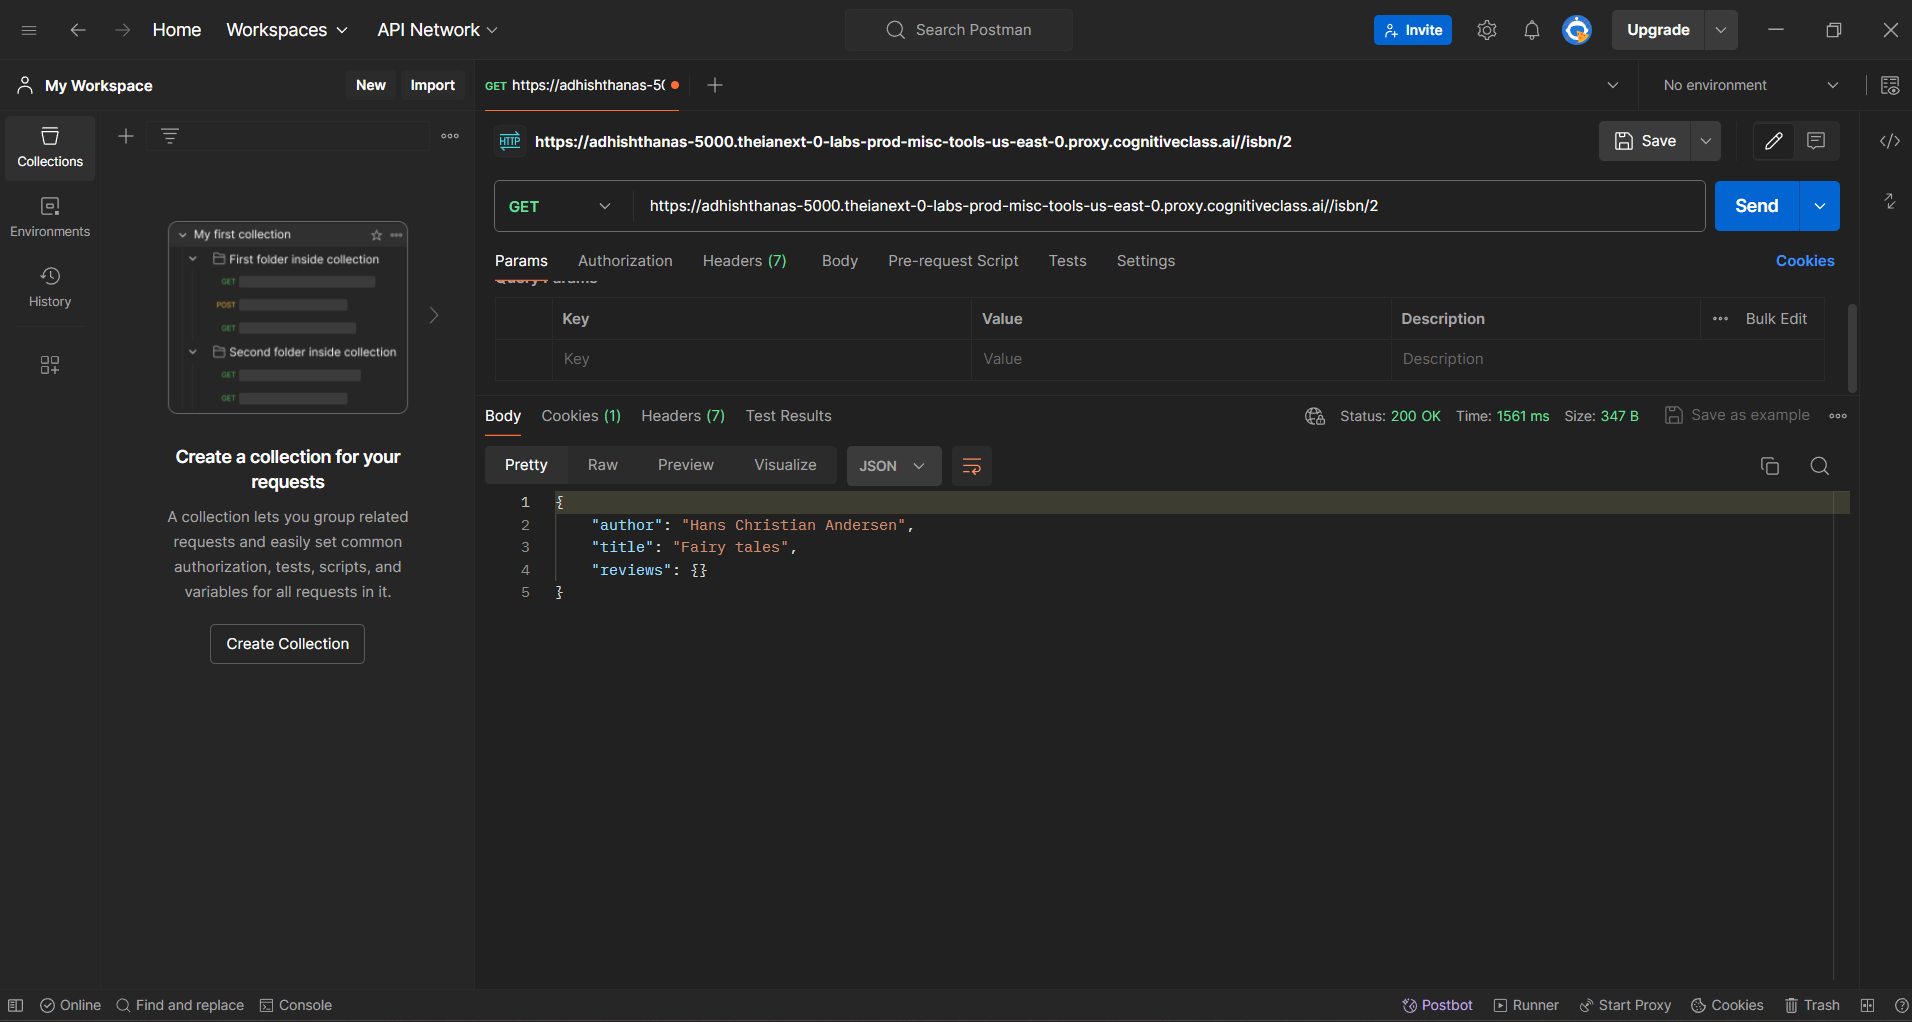 Home Workspaces API Network Search Postman Invite Upgrade
My Workspace New Import GET https://adhishthanas-50 No environment
Collections
Environments
History
My first collection
First folder inside collection
GET
POST
GET
Second folder inside collection
GET
GET
Create a collection for your
requests
A collection lets you group related
requests and easily set common
authorization, tests, scripts, and
variables for all requests in it.
Create Collection
HTTP https://adhishthanas-5000.theianext-0-labs-prod-misc-tools-us-east-0.proxy.cognitiveclass.ai//isbn/2 Save
GET https://adhishthanas-5000.theianext-0-labs-prod-misc-tools-us-east-0.proxy.cognitiveclass.ai//isbn/2 Send
Params Authorization Headers (7) Body Pre-request Script Tests Settings Cookies
Query Params
Key Value Description Bulk Edit
Key Value Description
Body Cookies (1) Headers (7) Test Results Status: 200 OK Time: 1561 ms Size: 347 B Save as example
Pretty Raw Preview Visualize JSON
1 {
2 "author": "Hans Christian Andersen",
3 "title": "Fairy tales",
4 "reviews": {}
5 }
Online Find and replace Console Postbot Runner Start Proxy Cookies Trash